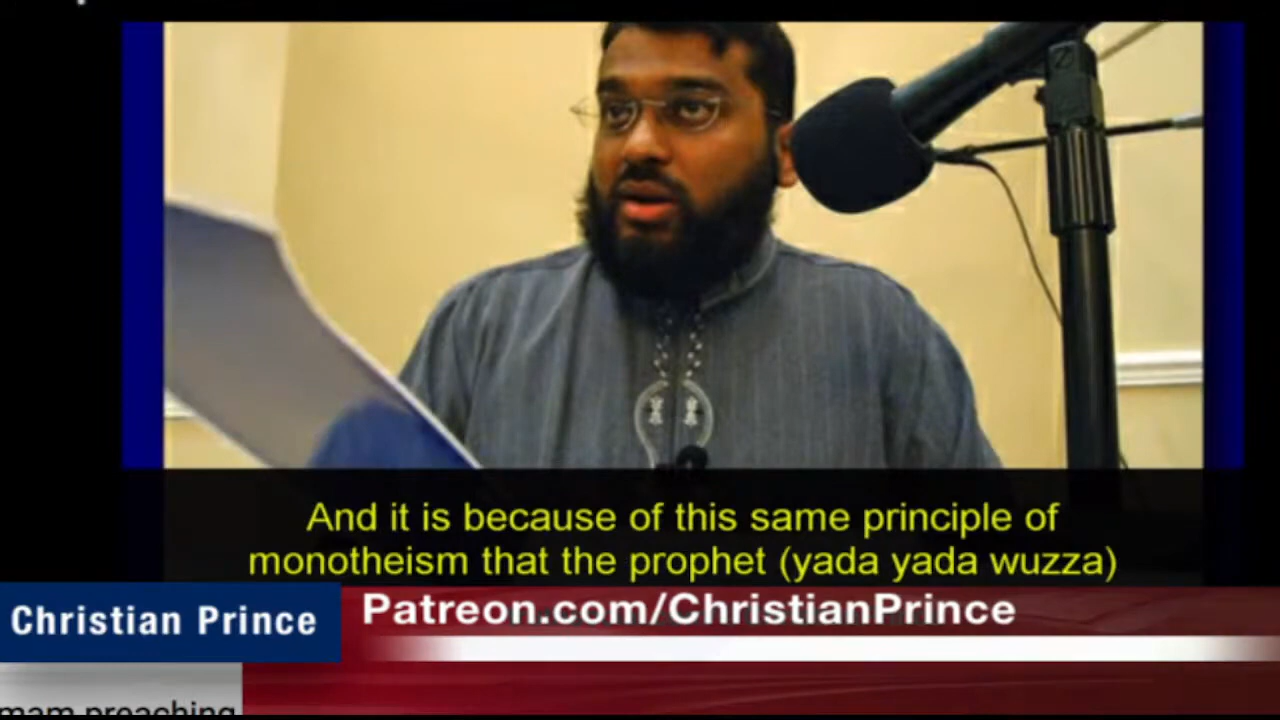 And it is because of this same principle of
monotheism that the prophet (yada yada wuzza)
Christian Prince
Patreon.com/ChristianPrince
preaching